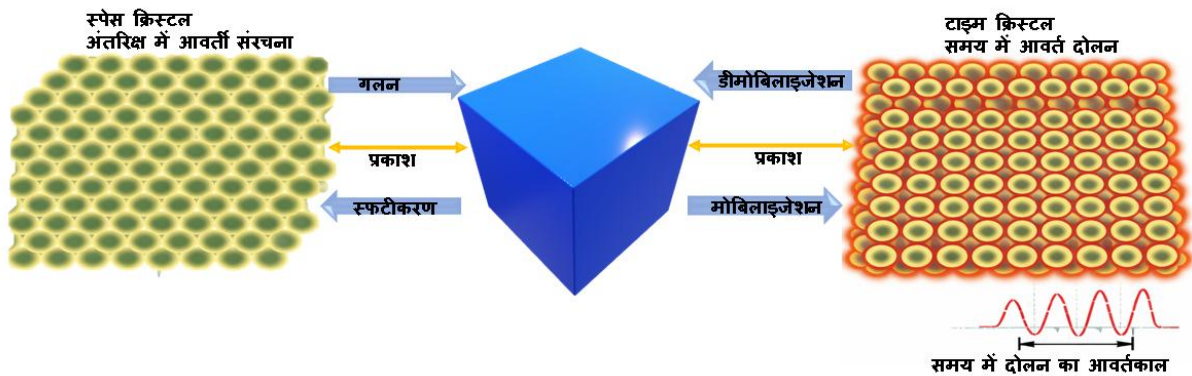 स्पेस क्रिस्टल
अंतरिक्ष में आवर्ती संरचना
गलन
प्रकाश
स्फटीकरण
टाइम क्रिस्टल
समय में आवर्त दोलन
डीमोबिलाइजेशन
प्रकाश
मोबिलाइजेशन
समय में दोलन का आवर्तकाल